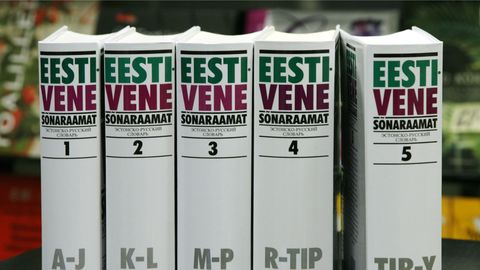 EESTI-
VENE
SÕNARAAMAT
ЭСТОНСКО-РУССКИЙ
СЛОВАРЬ
1
A-J
EESTI-
VENE
SÕNARAAMAT
ЭСТОНСКО-РУССКИЙ
СЛОВАРЬ
2
K-L
EESTI-
VENE
SÕNARAAMAT
ЭСТОНСКО-РУССКИЙ
СЛОВАРЬ
3
M-P
EESTI-
VENE
SÕNARAAMAT
ЭСТОНСКО-РУССКИЙ
СЛОВАРЬ
4
R-TIP
EESTI-
VENE
SÕNARAAMAT
ЭСТОНСКО-РУССКИЙ
СЛОВАРЬ
5